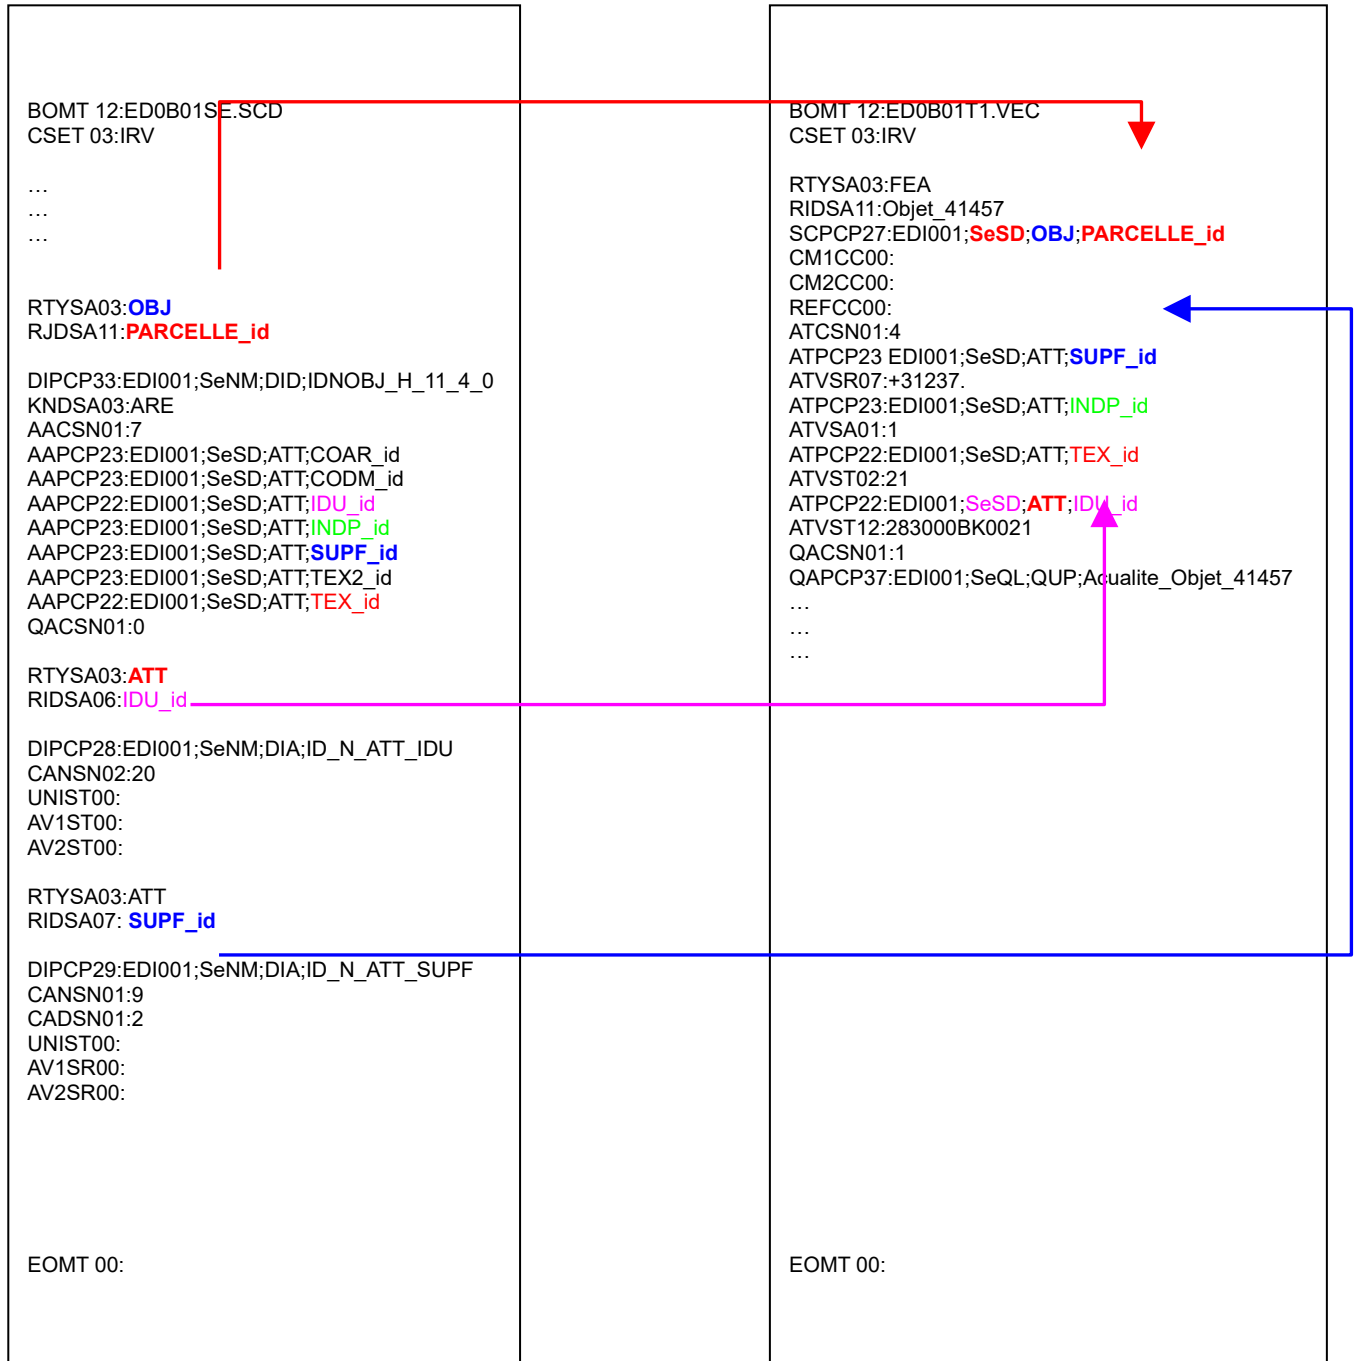 BOMT 12:ED0B01SE.SCD
CSET 03:IRV
…
…
…
RTYSA03:OBJ
RJDSA11:PARCELLE_id
DIPCP33:EDI001;SeNM;DID;IDNOBJ_H_11_4_0
KNDSA03:ARE
AACSN01:7
AAPCP23:EDI001;SeSD;ATT;COAR_id
AAPCP23:EDI001;SeSD;ATT;CODM_id
AAPCP22:EDI001;SeSD;ATT;IDU_id
AAPCP23:EDI001;SeSD;ATT;INDP_id
AAPCP23:EDI001;SeSD;ATT;SUPF_id
AAPCP23:EDI001;SeSD;ATT;TEX2_id
AAPCP22:EDI001;SeSD;ATT;TEX_id
QACSN01:0
RTYSA03:ATT
RIDSA06:IDU_id
DIPCP28:EDI001;SeNM;DIA;ID_N_ATT_IDU
CANSN02:20
UNIST00:
AV1ST00:
AV2ST00:
RTYSA03:ATT
RIDSA07: SUPF_id
DIPCP29:EDI001;SeNM;DIA;ID_N_ATT_SUPF
CANSN01:9
CADSN01:2
UNIST00:
AV1SR00:
AV2SR00:
EOMT 00:
BOMT 12:ED0B01T1.VEC
CSET 03:IRV
RTYSA03:FEA
RIDSA11:Objet_41457
SCPCP27:EDI001;SeSD;OBJ;PARCELLE_id
CM1CC00:
CM2CC00:
REFCC00:
ATCSN01:4
ATPCP23 EDI001;SeSD;ATT;SUPF_id
ATVSR07:+31237.
ATPCP23:EDI001;SeSD;ATT;INDP_id
ATVSA01:1
ATPCP22:EDI001;SeSD;ATT;TEX_id
ATVST02:21
ATPCP22:EDI001;SeSD;ATT;IDU_id
ATVST12:283000BK0021
QACSN01:1
QAPCP37:EDI001;SeQL;QUP;Acualite_Objet_41457
…
…
…
EOMT 00: